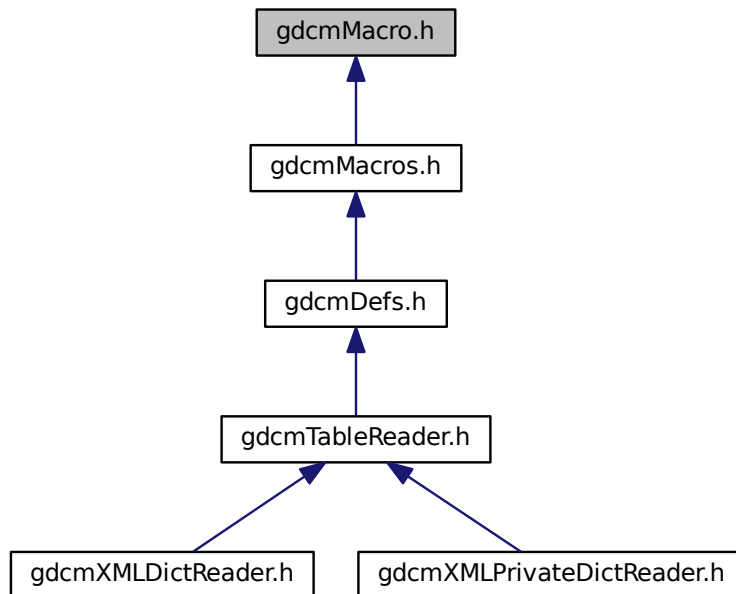 gdcmMacro.h
gdcmMacros.h
gdcmDefs.h
gdcmTableReader.h
gdcmXMLDictReader.h
gdcmXMLPrivateDictReader.h